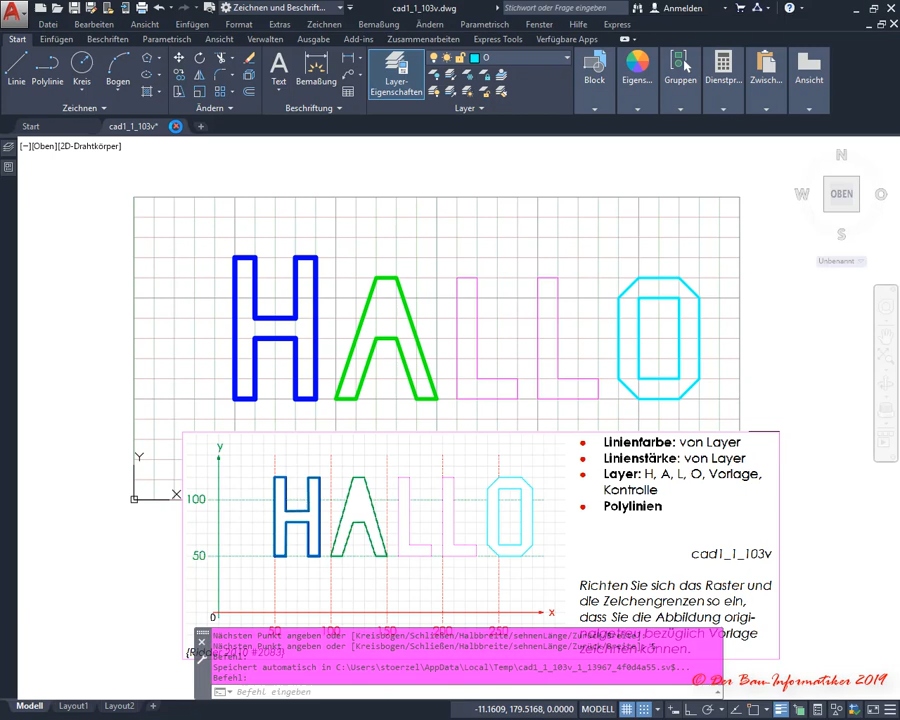 Zeichnen und Beschrift...
cad1_1_103v.dwg
Stichwort oder Frage eingeben
Anmelden
Datei Bearbeiten Ansicht Einfügen Format Extras Zeichnen Bemaßung Ändern Parametrisch Fenster Hilfe Express
Start Einfügen Beschriften Parametrisch Ansicht Verwalten Ausgabe Add-ins Zusammenarbeiten Express Tools Verfügbare Apps
Linie Polylinie Kreis Bogen
Text Bemaßung
Layer-
Eigenschaften
0
Block Eigens... Gruppen Dienstpr... Zwisch... Ansicht
Zeichnen Ändern Beschriftung Layer
Start cad1_1_103v*
[−][Oben][2D-Drahtkörper]
N
W OBEN O
S
Unbenannt
HALLO
Y
X
y
100
50
0
50 100 150 200 250
x
HALLO
Linienfarbe: von Layer
Linienstärke: von Layer
Layer: H, A, L, O, Vorlage,
Kontrolle
Polylinien
cad1_1_103v
Richten Sie sich das Raster und
die Zeichengrenzen so ein,
dass Sie die Abbildung origi-
nalgetreu bezüglich Vorlage
zeichnen können.
{Ridder 2010 #2083}
Nächsten Punkt angeben oder [Kreisbogen/Schließen/Halbbreite/sehnenLänge/Zurück/Breite]:
Nächsten Punkt angeben oder [Kreisbogen/Schließen/Halbbreite/sehnenLänge/Zurück/Breite]:
Befehl:
Speichert automatisch in C:\Users\stoerzel\AppData\Local\Temp\cad1_1_103v_1_13967_4f0d4a55.sv$...
Befehl:
Befehl eingeben
© Der Bau-Informatiker 2019
Modell Layout1 Layout2
-11.1609, 179.5168, 0.0000 MODELL